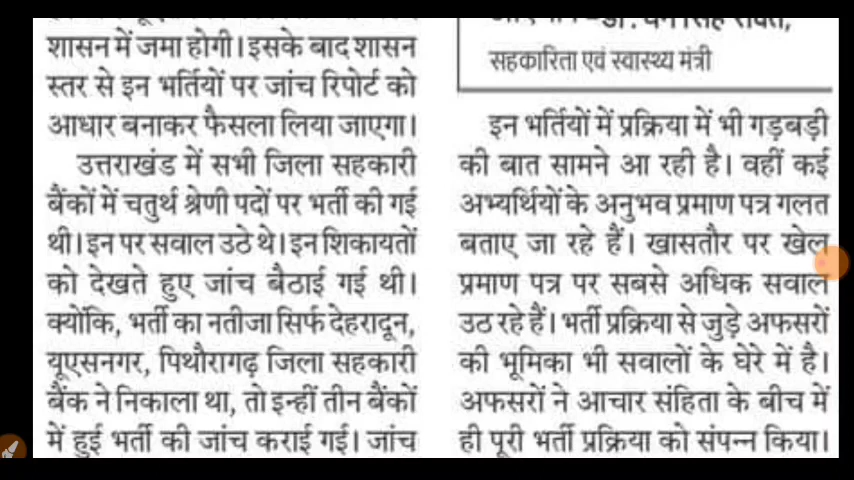 शासन में जमा होगी। इसके बाद शासन
स्तर से इन भर्तियों पर जांच रिपोर्ट को
आधार बनाकर फैसला लिया जाएगा।
उत्तराखंड में सभी जिला सहकारी
बैंकों में चतुर्थ श्रेणी पदों पर भर्ती की गई
थी। इन पर सवाल उठे थे। इन शिकायतों
को देखते हुए जांच बैठाई गई थी।
क्योंकि, भर्ती का नतीजा सिर्फ देहरादून,
यूएसनगर, पिथौरागढ़ जिला सहकारी
बैंक ने निकाला था, तो इन्हीं तीन बैंकों
में हुई भर्ती की जांच कराई गई। जांच
सहकारिता एवं स्वास्थ्य मंत्री
इन भर्तियों में प्रक्रिया में भी गड़बड़ी
की बात सामने आ रही है। वहीं कई
अभ्यर्थियों के अनुभव प्रमाण पत्र गलत
बताए जा रहे हैं। खासतौर पर खेल
प्रमाण पत्र पर सबसे अधिक सवाल
उठ रहे हैं। भर्ती प्रक्रिया से जुड़े अफसरों
की भूमिका भी सवालों के घेरे में है।
अफसरों ने आचार संहिता के बीच में
ही पूरी भर्ती प्रक्रिया को संपन्न किया।